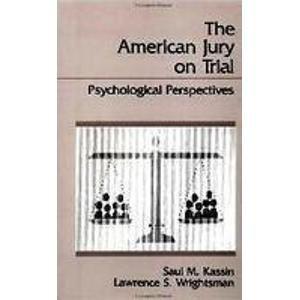 The
American Jury
on Trial
Psychological Perspectives
Saul M. Kassin
Lawrence S. Wrightsman